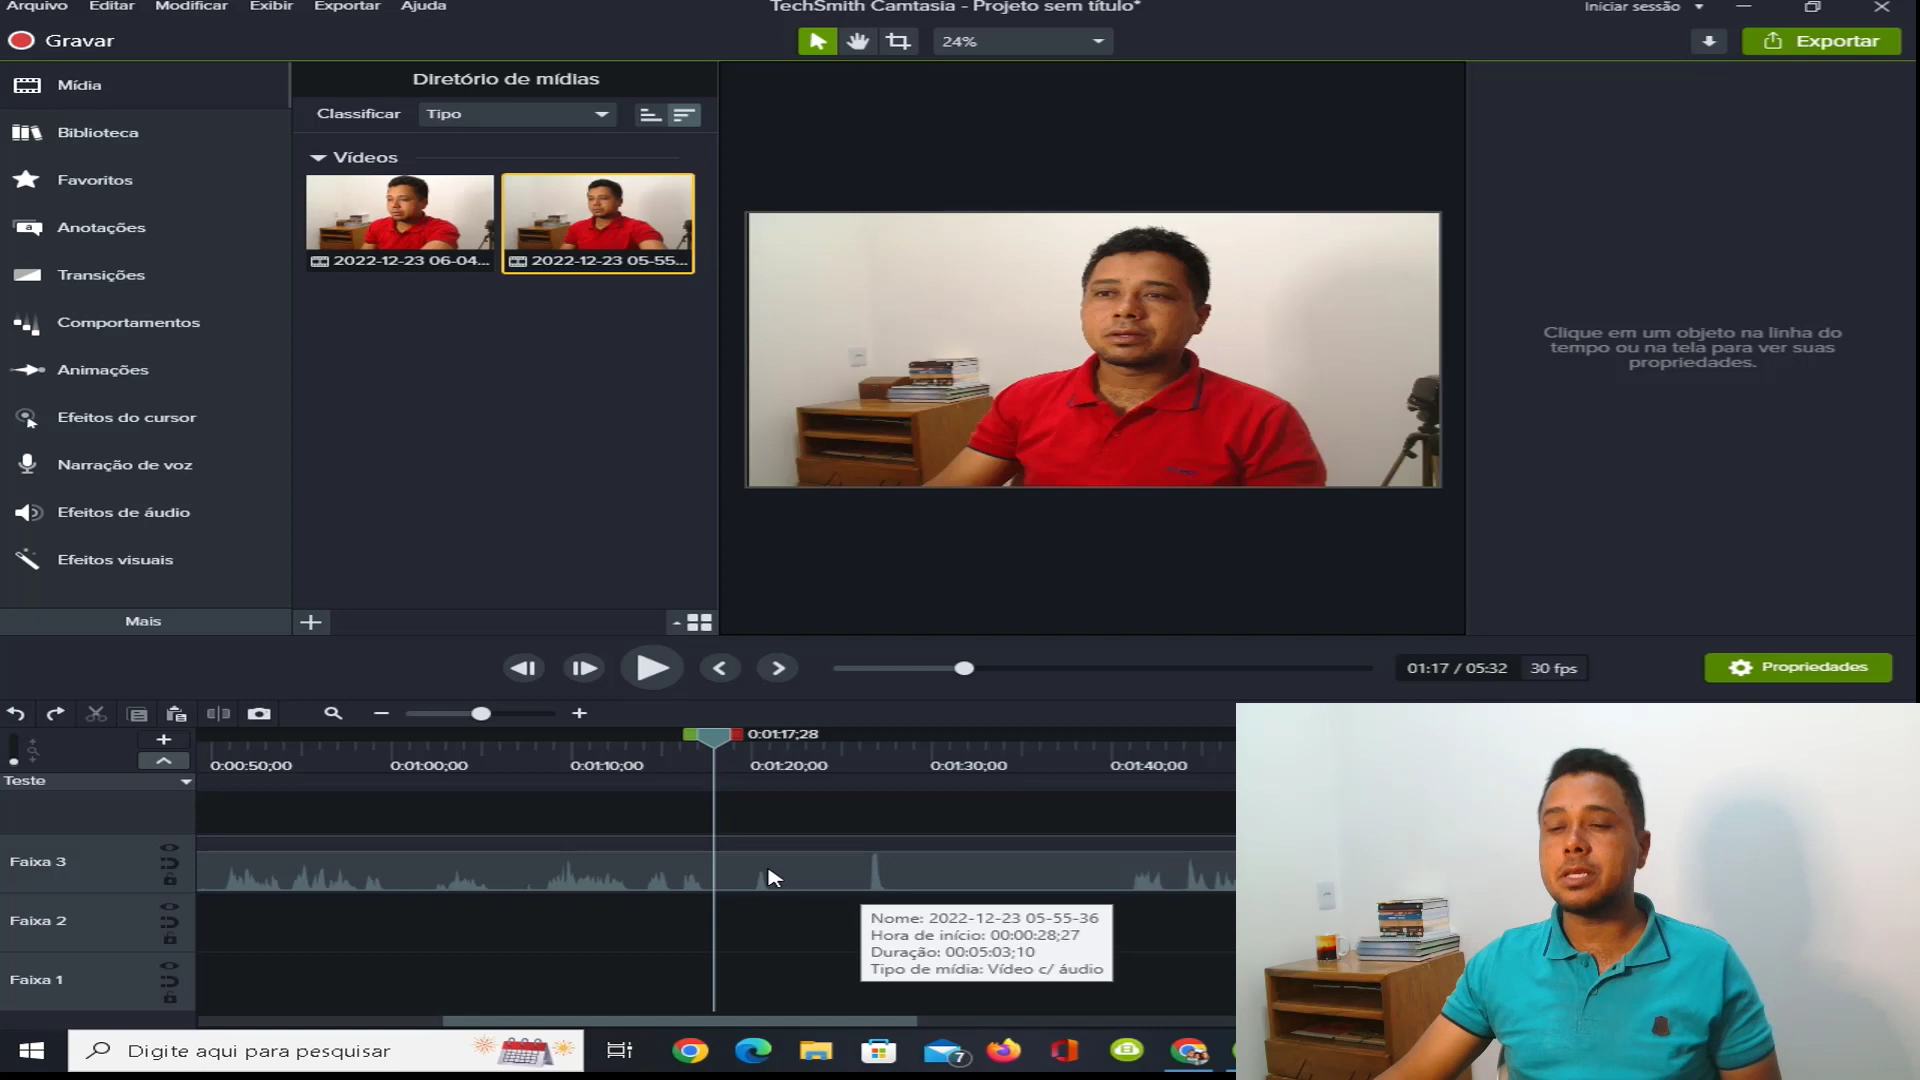 Arquivo Editar Modificar Exibir Exportar Ajuda
TechSmith Camtasia - Projeto sem título*
Iniciar sessão
Gravar
24%
Exportar
Mídia
Biblioteca
Favoritos
Anotações
Transições
Comportamentos
Animações
Efeitos do cursor
Narração de voz
Efeitos de áudio
Efeitos visuais
Mais
Diretório de mídias
Classificar Tipo
Vídeos
2022-12-23 06-04... 2022-12-23 05-55...
Clique em um objeto na linha do
tempo ou na tela para ver suas
propriedades.
01:17 / 05:32 30 fps
Propriedades
0:01:17;28
0:00:50;00 0:01:00;00 0:01:10;00 0:01:20;00 0:01:30;00 0:01:40;00
Teste
Faixa 3
Faixa 2
Faixa 1
Nome: 2022-12-23 05-55-36
Hora de início: 00:00:28;27
Duração: 00:05:03;10
Tipo de mídia: Vídeo c/ áudio
Digite aqui para pesquisar
7